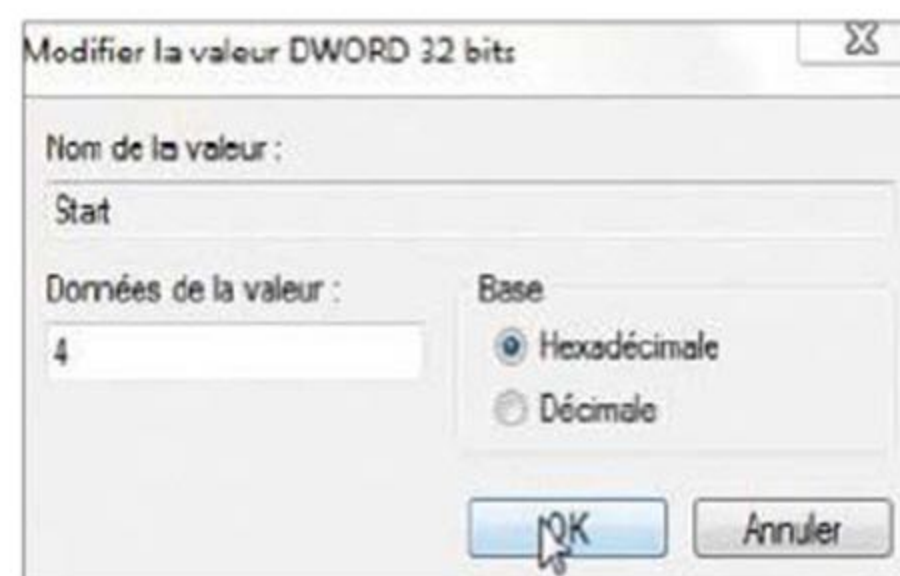 Modifier la valeur DWORD 32 bits
Nom de la valeur :
Start
Données de la valeur :
4
Base
Hexadécimale
Décimale
OK
Annuler